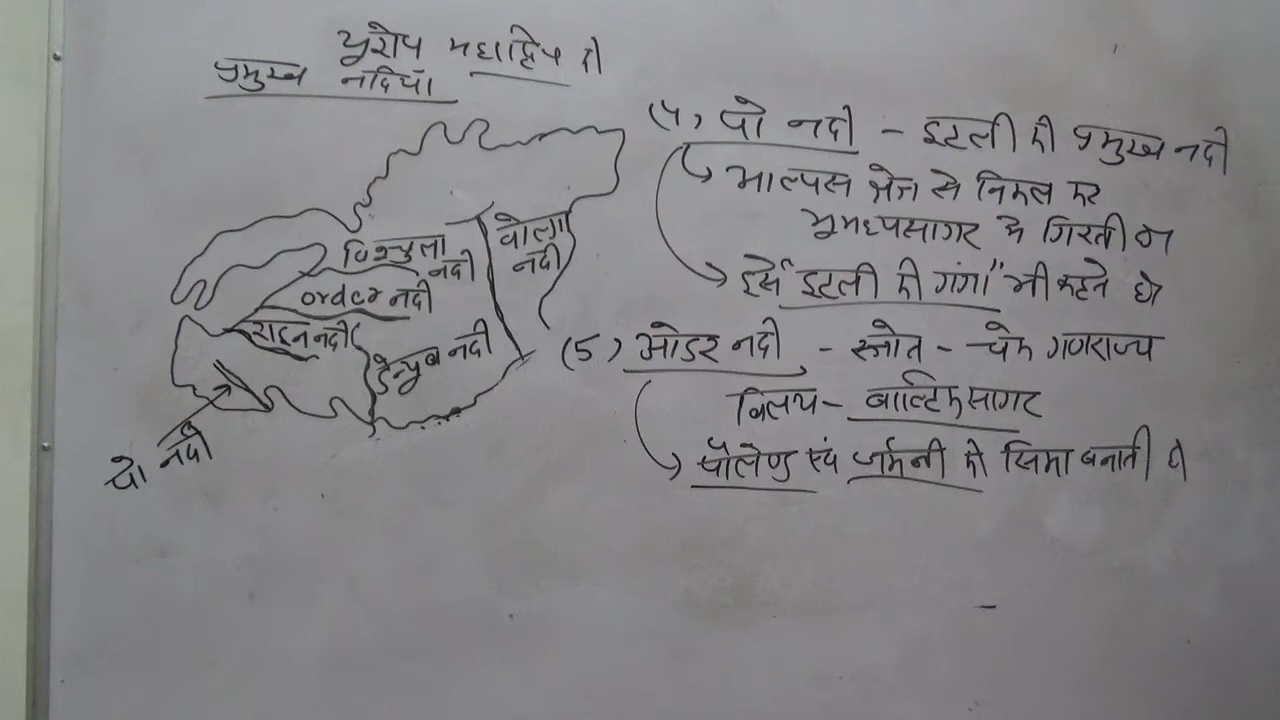 यूरोप महाद्विप की
प्रमुख नदियां
विश्चुला
नदी
वोल्गा
नदी
order नदी
राइन नदी
डेन्युब नदी
पो नदी
(4) पो नदी - इटली की प्रमुख नदी
आल्पस क्षेत्र से निकल कर
भूमध्यसागर मे गिरती है
इसे "इटली की गंगा" भी कहते है
(5) ओडर नदी - स्त्रोत - चेक गणराज्य
विलय - बाल्टिक सागर
पौलेण्ड एवं जर्मनी की सिमा बनाती है